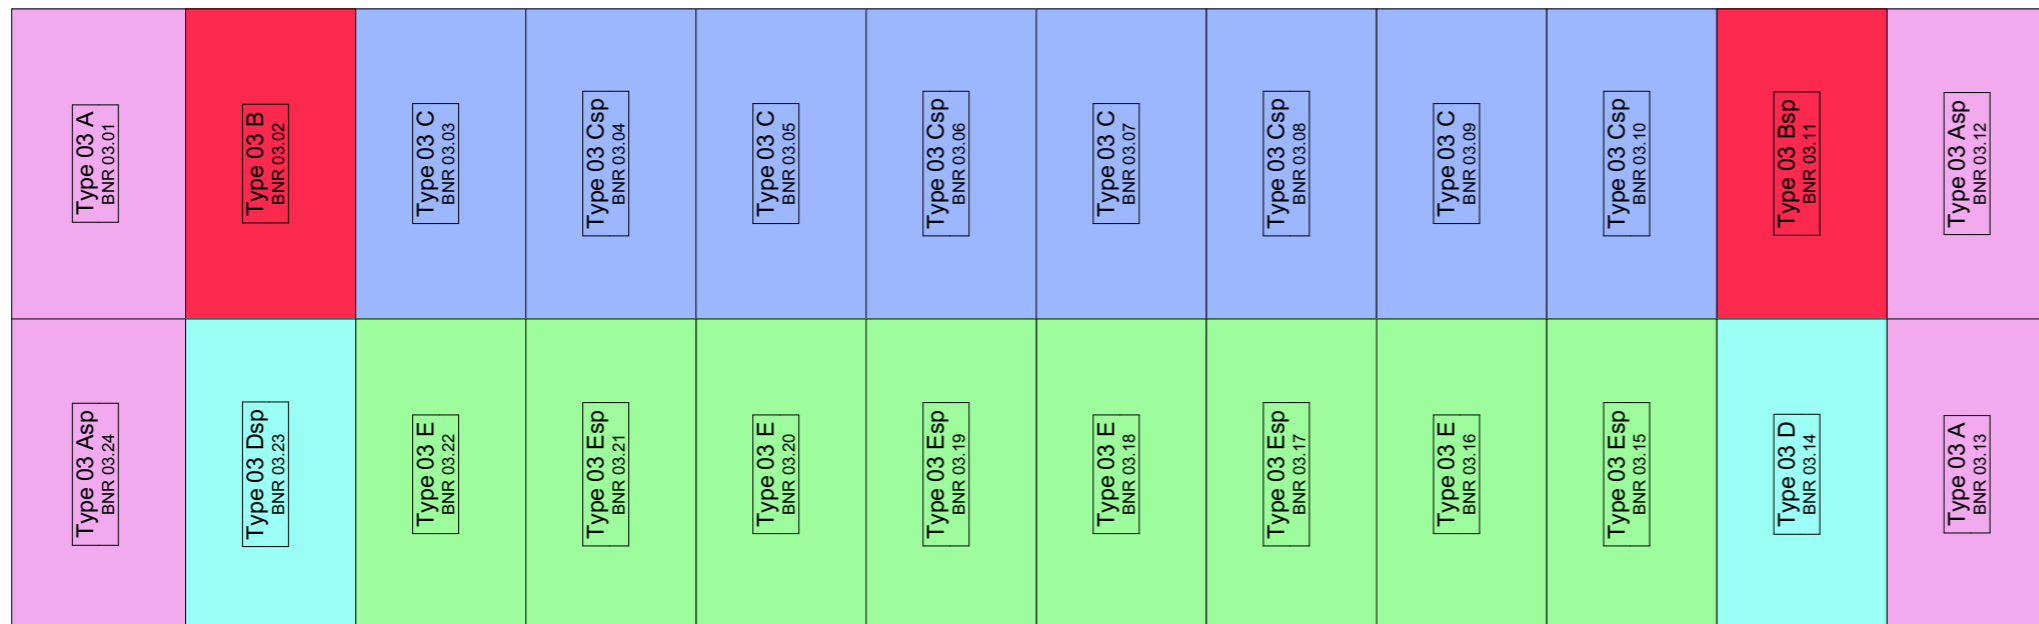 Type 03 A
BNR 03.01
Type 03 B
BNR 03.02
Type 03 C
BNR 03.03
Type 03 Csp
BNR 03.04
Type 03 C
BNR 03.05
Type 03 Csp
BNR 03.06
Type 03 C
BNR 03.07
Type 03 Csp
BNR 03.08
Type 03 C
BNR 03.09
Type 03 Csp
BNR 03.10
Type 03 Bsp
BNR 03.11
Type 03 Asp
BNR 03.12
Type 03 Asp
BNR 03.24
Type 03 Dsp
BNR 03.23
Type 03 E
BNR 03.22
Type 03 Esp
BNR 03.21
Type 03 E
BNR 03.20
Type 03 Esp
BNR 03.19
Type 03 E
BNR 03.18
Type 03 Esp
BNR 03.17
Type 03 E
BNR 03.16
Type 03 Esp
BNR 03.15
Type 03 D
BNR 03.14
Type 03 A
BNR 03.13